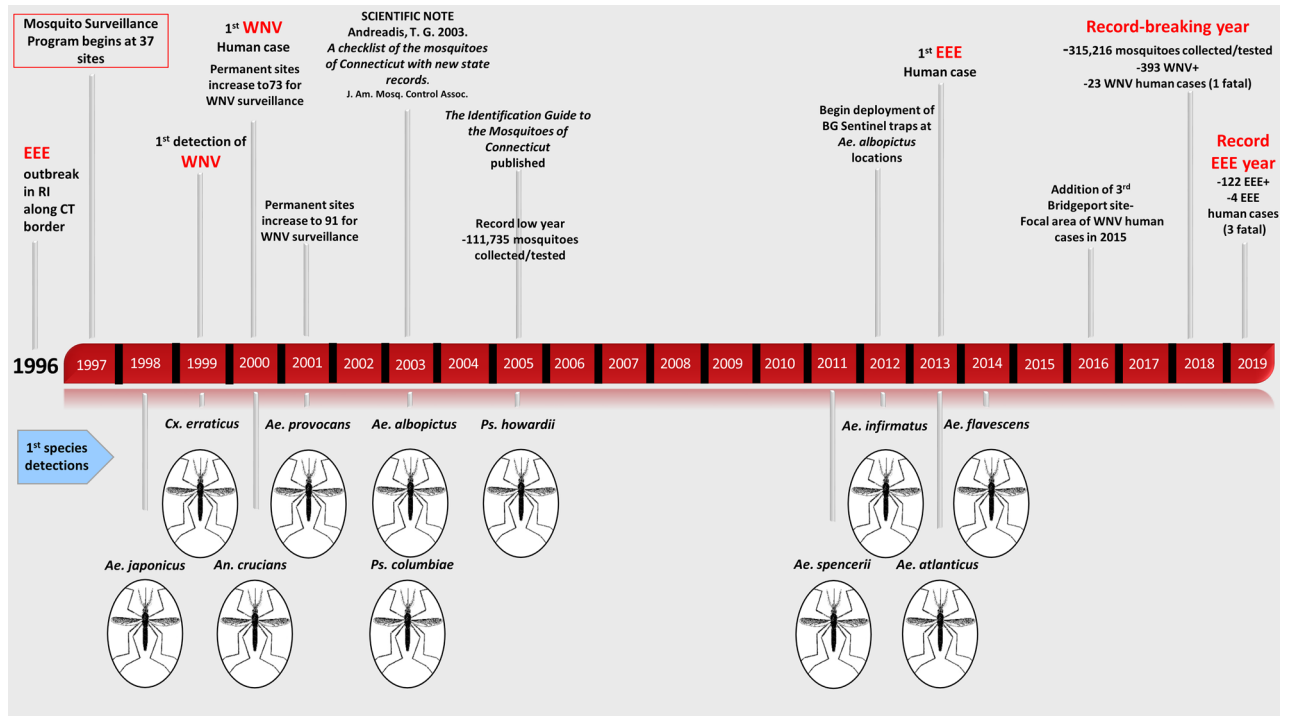 Mosquito Surveillance
Program begins at 37
sites
EEE
outbreak
in RI
along CT
border
1st detection of
WNV
1st WNV
Human case
Permanent sites
increase to73 for
WNV surveillance
Permanent sites
increase to 91 for
WNV surveillance
SCIENTIFIC NOTE
Andreadis, T. G. 2003.
A checklist of the mosquitoes
of Connecticut with new state
records.
J. Am. Mosq. Control Assoc.
The Identification Guide to
the Mosquitoes of
Connecticut
published
Record low year
-111,735 mosquitoes
collected/tested
Begin deployment of
BG Sentinel traps at
Ae. albopictus
locations
1st EEE
Human case
Addition of 3rd
Bridgeport site-
Focal area of WNV human
cases in 2015
Record-breaking year
-315,216 mosquitoes collected/tested
-393 WNV+
-23 WNV human cases (1 fatal)
Record
EEE year
-122 EEE+
-4 EEE
human cases
(3 fatal)
1996 1997 1998 1999 2000 2001 2002 2003 2004 2005 2006 2007 2008 2009 2010 2011 2012 2013 2014 2015 2016 2017 2018 2019
1st species
detections
Cx. erraticus Ae. provocans Ae. albopictus Ps. howardii Ae. infirmatus Ae. flavescens
Ae. japonicus An. crucians Ps. columbiae Ae. spencerii Ae. atlanticus